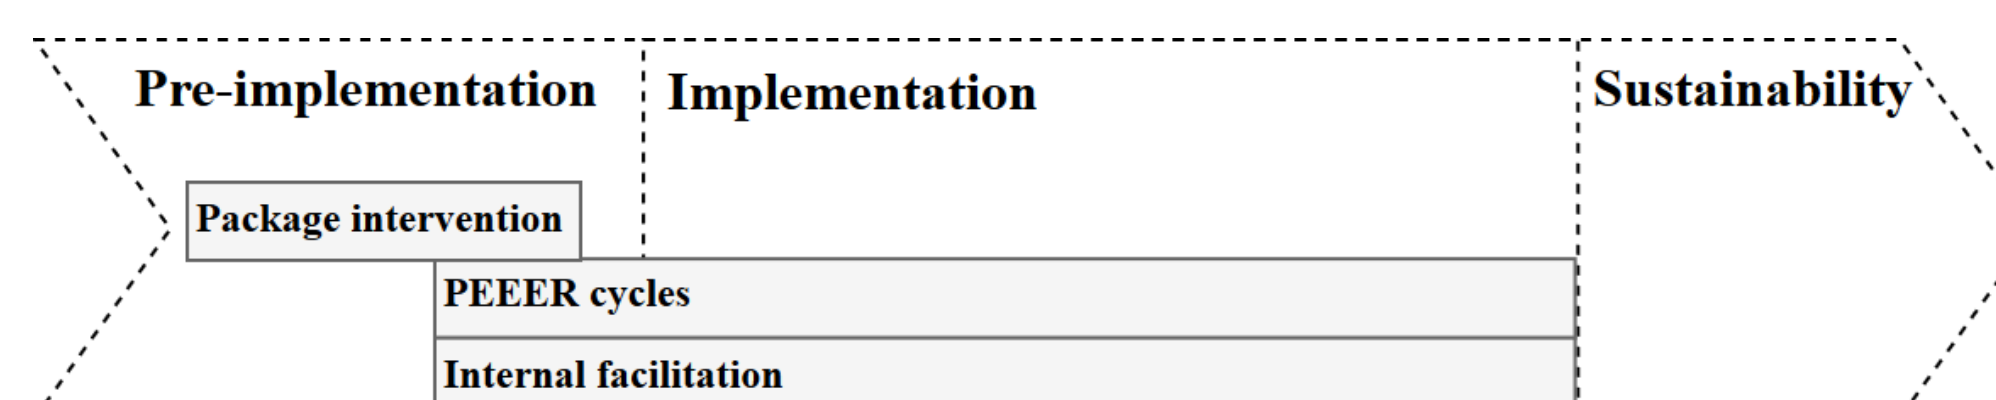 Pre-implementation
Implementation
Sustainability
Package intervention
PEEER cycles
Internal facilitation